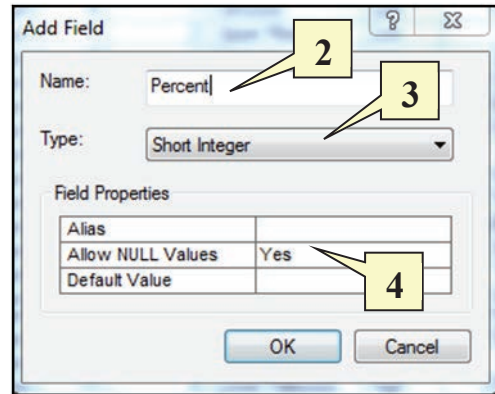 Add Field
2
Name: Percent
3
Type: Short Integer
Field Properties
Alias
Allow NULL Values Yes
4
Default Value
OK Cancel